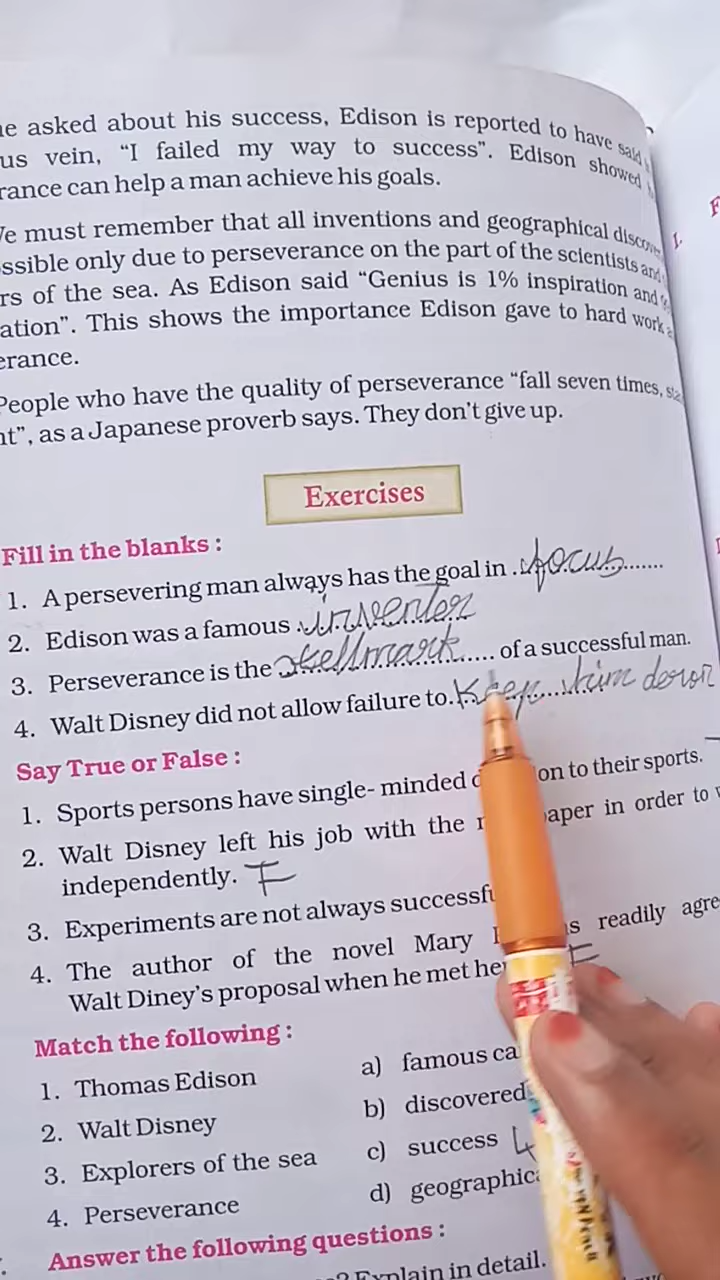 asked about his success, Edison is reported to have said
us vein, "I failed my way to success". Edison showed
rance can help a man achieve his goals.
We must remember that all inventions and geographical discov
ssible only due to perseverance on the part of the scientists and
rs of the sea. As Edison said "Genius is 1% inspiration and
ation". This shows the importance Edison gave to hard work
erance.
People who have the quality of perseverance "fall seven times,
nt", as a Japanese proverb says. They don't give up.
Exercises
Fill in the blanks :
1. A persevering man always has the goal in ..focus.......
2. Edison was a famous .inventer
3. Perseverance is the ............ of a successful man.
4. Walt Disney did not allow failure to. Keep him down
Say True or False :
1. Sports persons have single- minded on to their sports.
2. Walt Disney left his job with the aper in order to
independently. F
3. Experiments are not always successf
4. The author of the novel Mary readily agre
Walt Diney's proposal when he met he F
Match the following :
1. Thomas Edison a) famous ca
2. Walt Disney b) discovered
3. Explorers of the sea c) success 4
4. Perseverance d) geographic
Answer the following questions :
? Explain in detail.